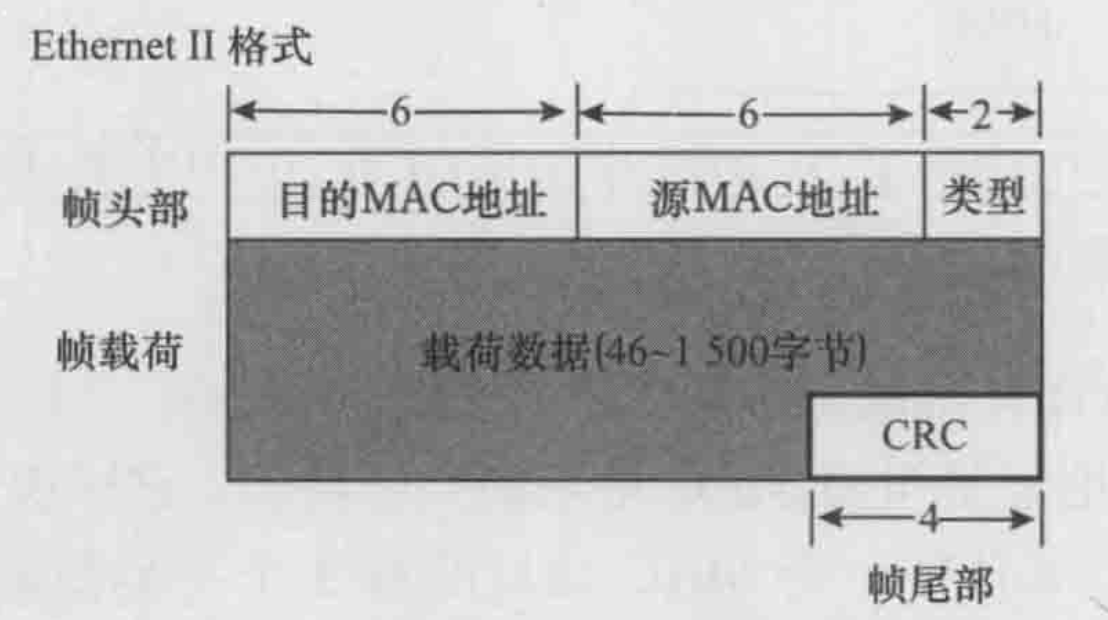 Ethernet II 格式
6 6 2
帧头部 目的MAC地址 源MAC地址 类型
帧载荷 载荷数据(46~1 500字节)
CRC
4
帧尾部